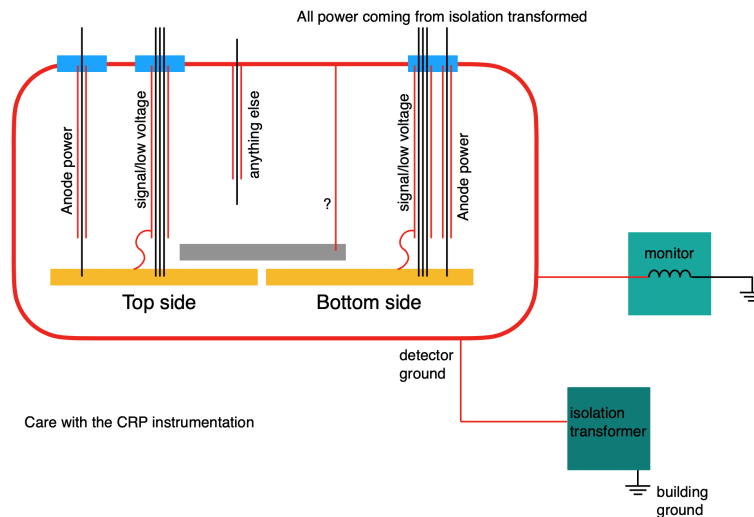 All power coming from isolation transformed
Anode power
signal/low voltage
anything else
?
signal/low voltage
Anode power
Top side
Bottom side
monitor
detector
ground
isolation
transformer
building
ground
Care with the CRP instrumentation